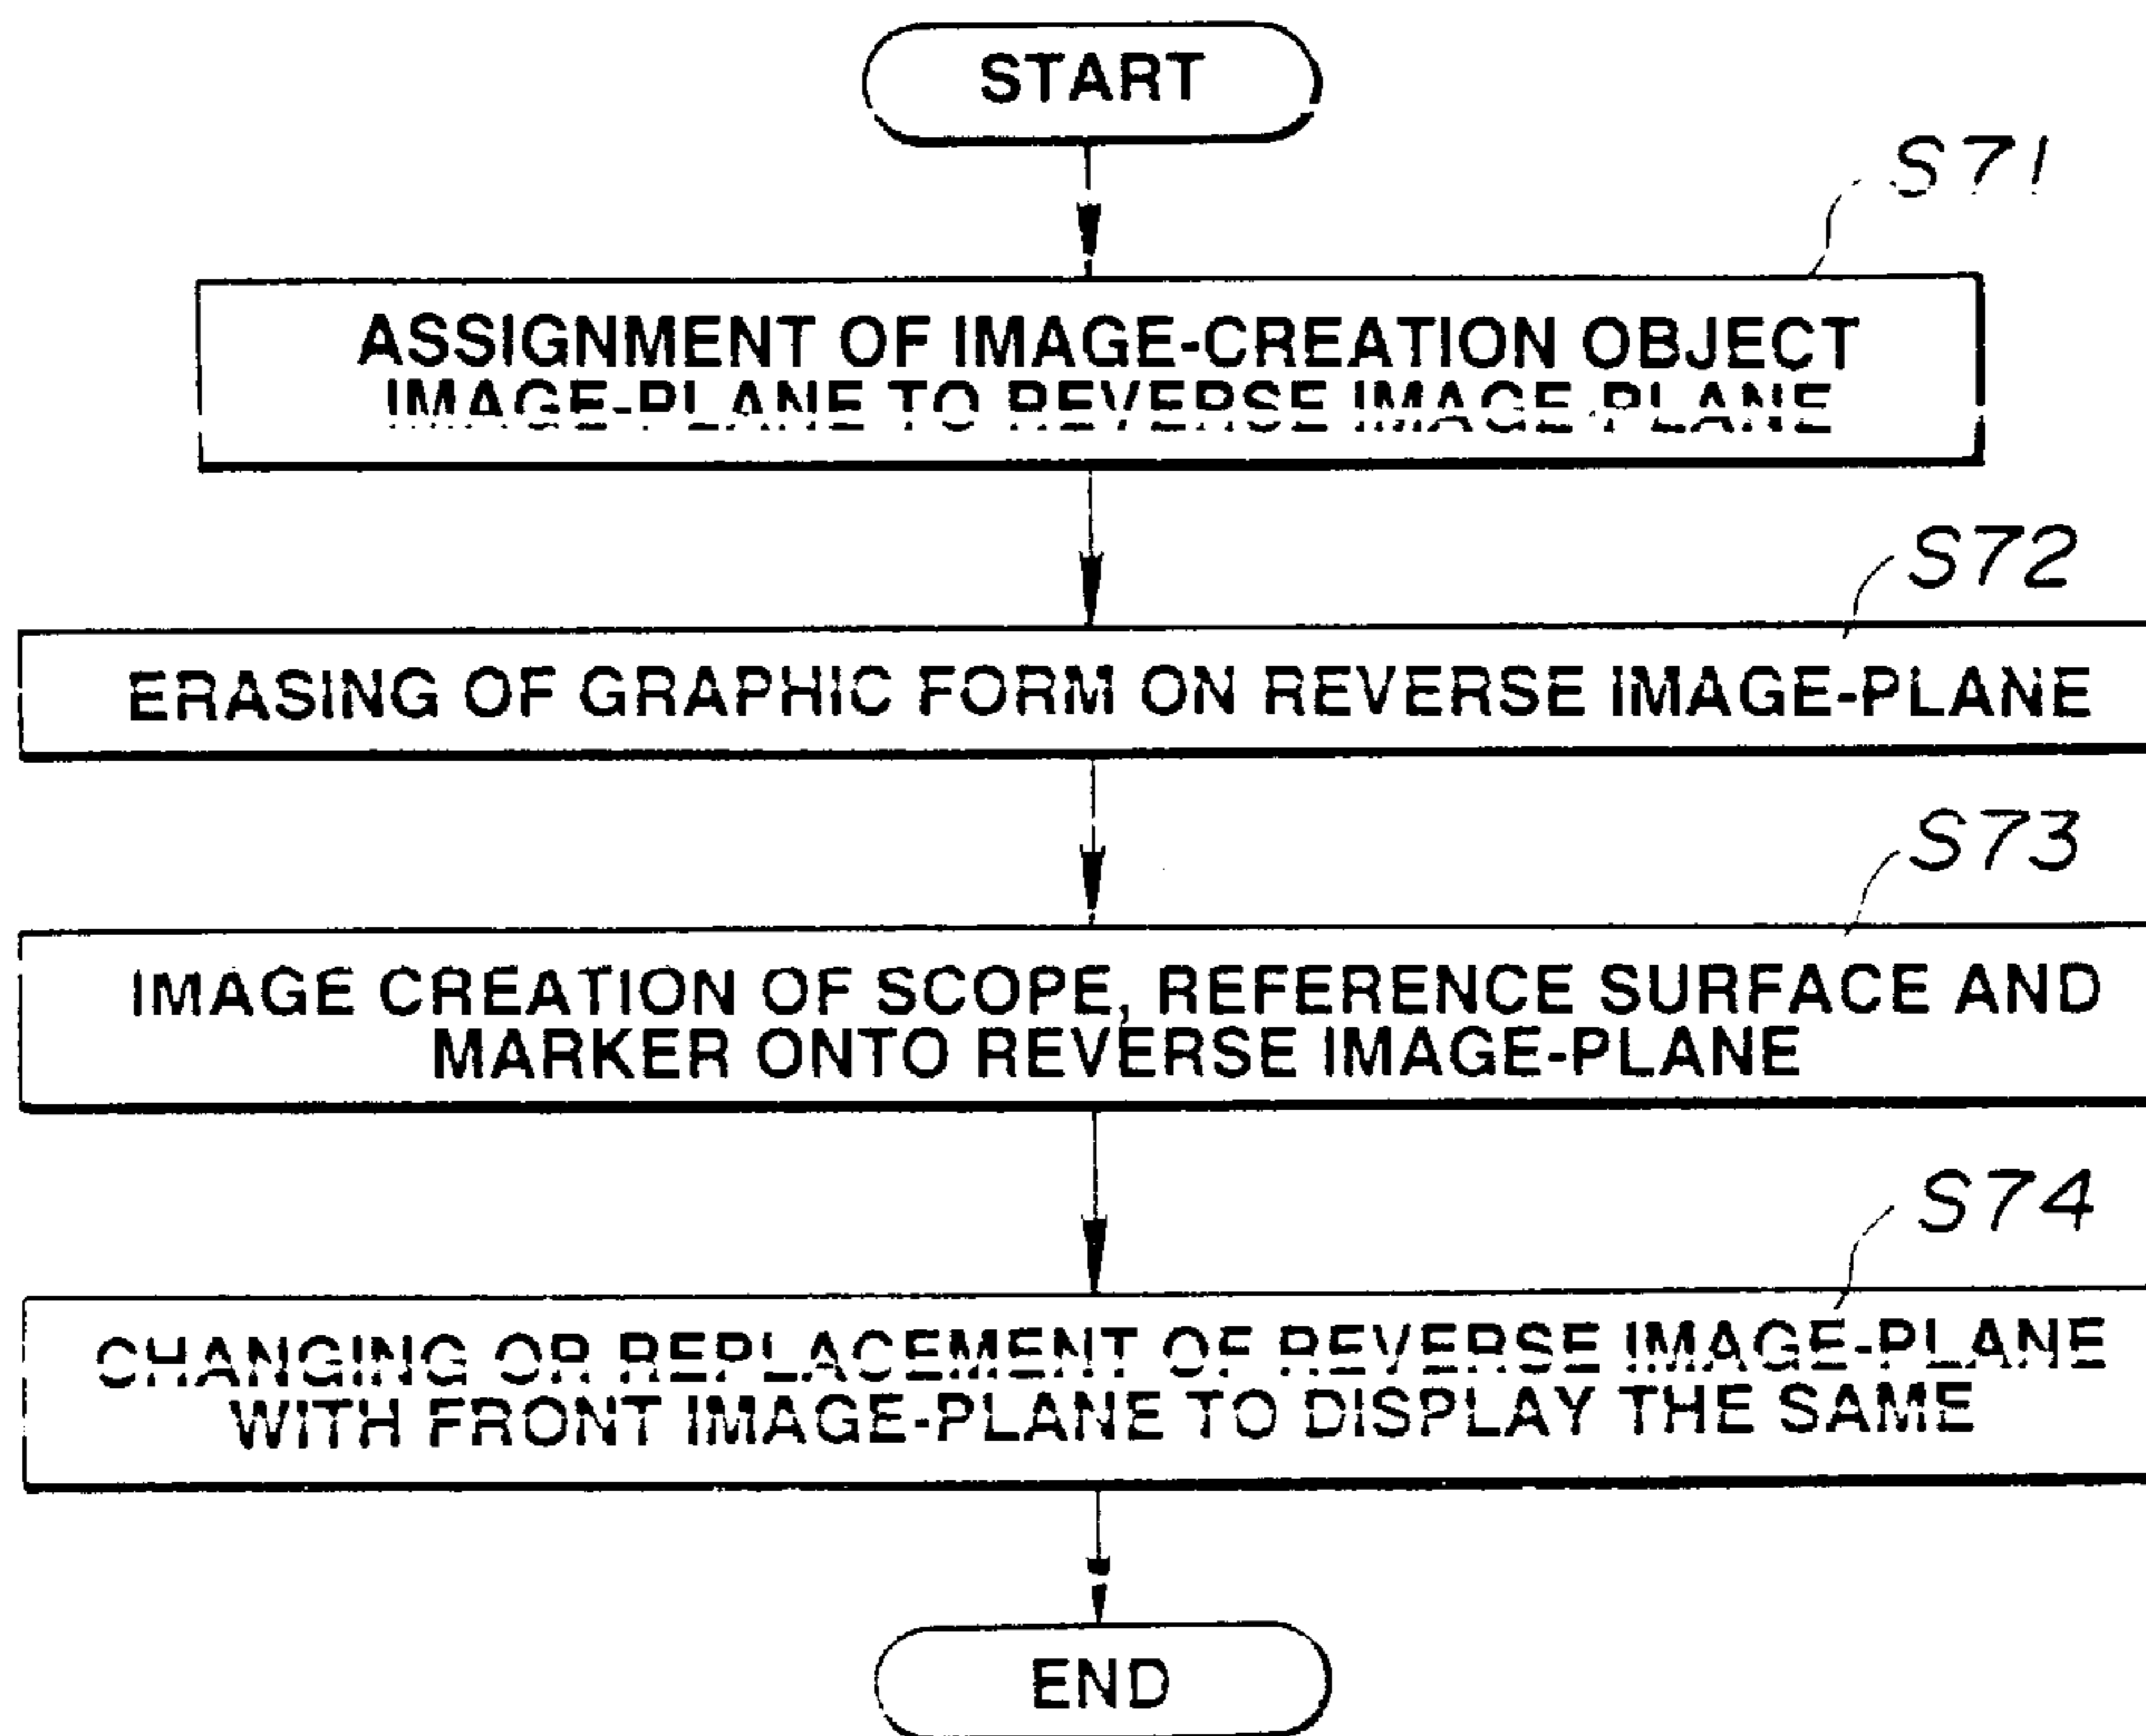 START
S71
ASSIGNMENT OF IMAGE-CREATION OBJECT
IMAGE-PLANE TO REVERSE IMAGE-PLANE
S72
ERASING OF GRAPHIC FORM ON REVERSE IMAGE-PLANE
S73
IMAGE CREATION OF SCOPE, REFERENCE SURFACE AND
MARKER ONTO REVERSE IMAGE-PLANE
S74
CHANGING OR REPLACEMENT OF REVERSE IMAGE-PLANE
WITH FRONT IMAGE-PLANE TO DISPLAY THE SAME
END